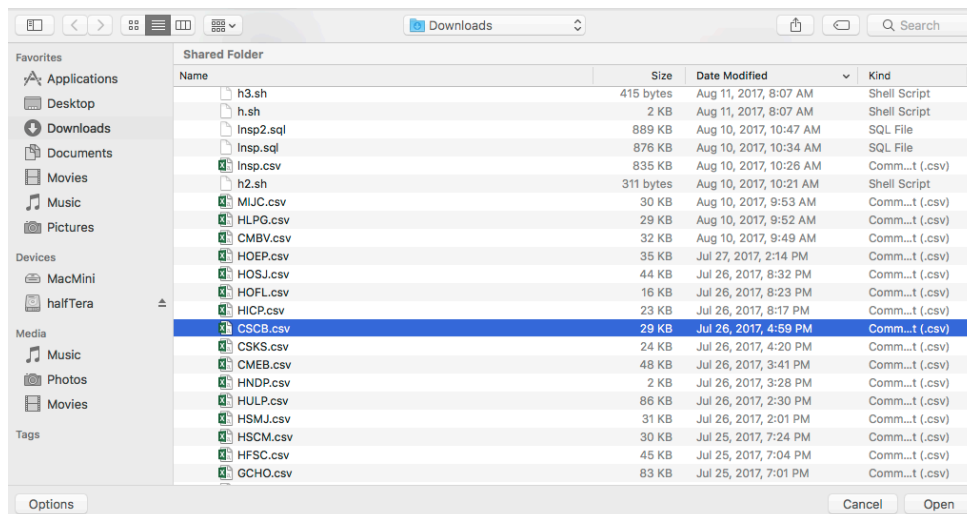 Downloads
Search
Favorites
Applications
Desktop
Downloads
Documents
Movies
Music
Pictures
Devices
MacMini
halfTera
Media
Music
Photos
Movies
Tags
Shared Folder
Name Size Date Modified Kind
h3.sh 415 bytes Aug 11, 2017, 8:07 AM Shell Script
h.sh 2 KB Aug 11, 2017, 8:07 AM Shell Script
Insp2.sql 889 KB Aug 10, 2017, 10:47 AM SQL File
Insp.sql 876 KB Aug 10, 2017, 10:34 AM SQL File
Insp.csv 835 KB Aug 10, 2017, 10:26 AM Comm...t (.csv)
h2.sh 311 bytes Aug 10, 2017, 10:21 AM Shell Script
MIJC.csv 30 KB Aug 10, 2017, 9:53 AM Comm...t (.csv)
HLPG.csv 29 KB Aug 10, 2017, 9:52 AM Comm...t (.csv)
CMBV.csv 32 KB Aug 10, 2017, 9:49 AM Comm...t (.csv)
HOEP.csv 35 KB Jul 27, 2017, 2:14 PM Comm...t (.csv)
HOSJ.csv 44 KB Jul 26, 2017, 8:32 PM Comm...t (.csv)
HOFL.csv 16 KB Jul 26, 2017, 8:23 PM Comm...t (.csv)
HICP.csv 23 KB Jul 26, 2017, 8:17 PM Comm...t (.csv)
CSCB.csv 29 KB Jul 26, 2017, 4:59 PM Comm...t (.csv)
CSKS.csv 24 KB Jul 26, 2017, 4:20 PM Comm...t (.csv)
CMEB.csv 48 KB Jul 26, 2017, 3:41 PM Comm...t (.csv)
HNDP.csv 2 KB Jul 26, 2017, 3:28 PM Comm...t (.csv)
HULP.csv 86 KB Jul 26, 2017, 2:30 PM Comm...t (.csv)
HSMJ.csv 31 KB Jul 26, 2017, 2:01 PM Comm...t (.csv)
HSCM.csv 30 KB Jul 25, 2017, 7:24 PM Comm...t (.csv)
HFSC.csv 45 KB Jul 25, 2017, 7:04 PM Comm...t (.csv)
GCHO.csv 83 KB Jul 25, 2017, 7:01 PM Comm...t (.csv)
Options
Cancel
Open